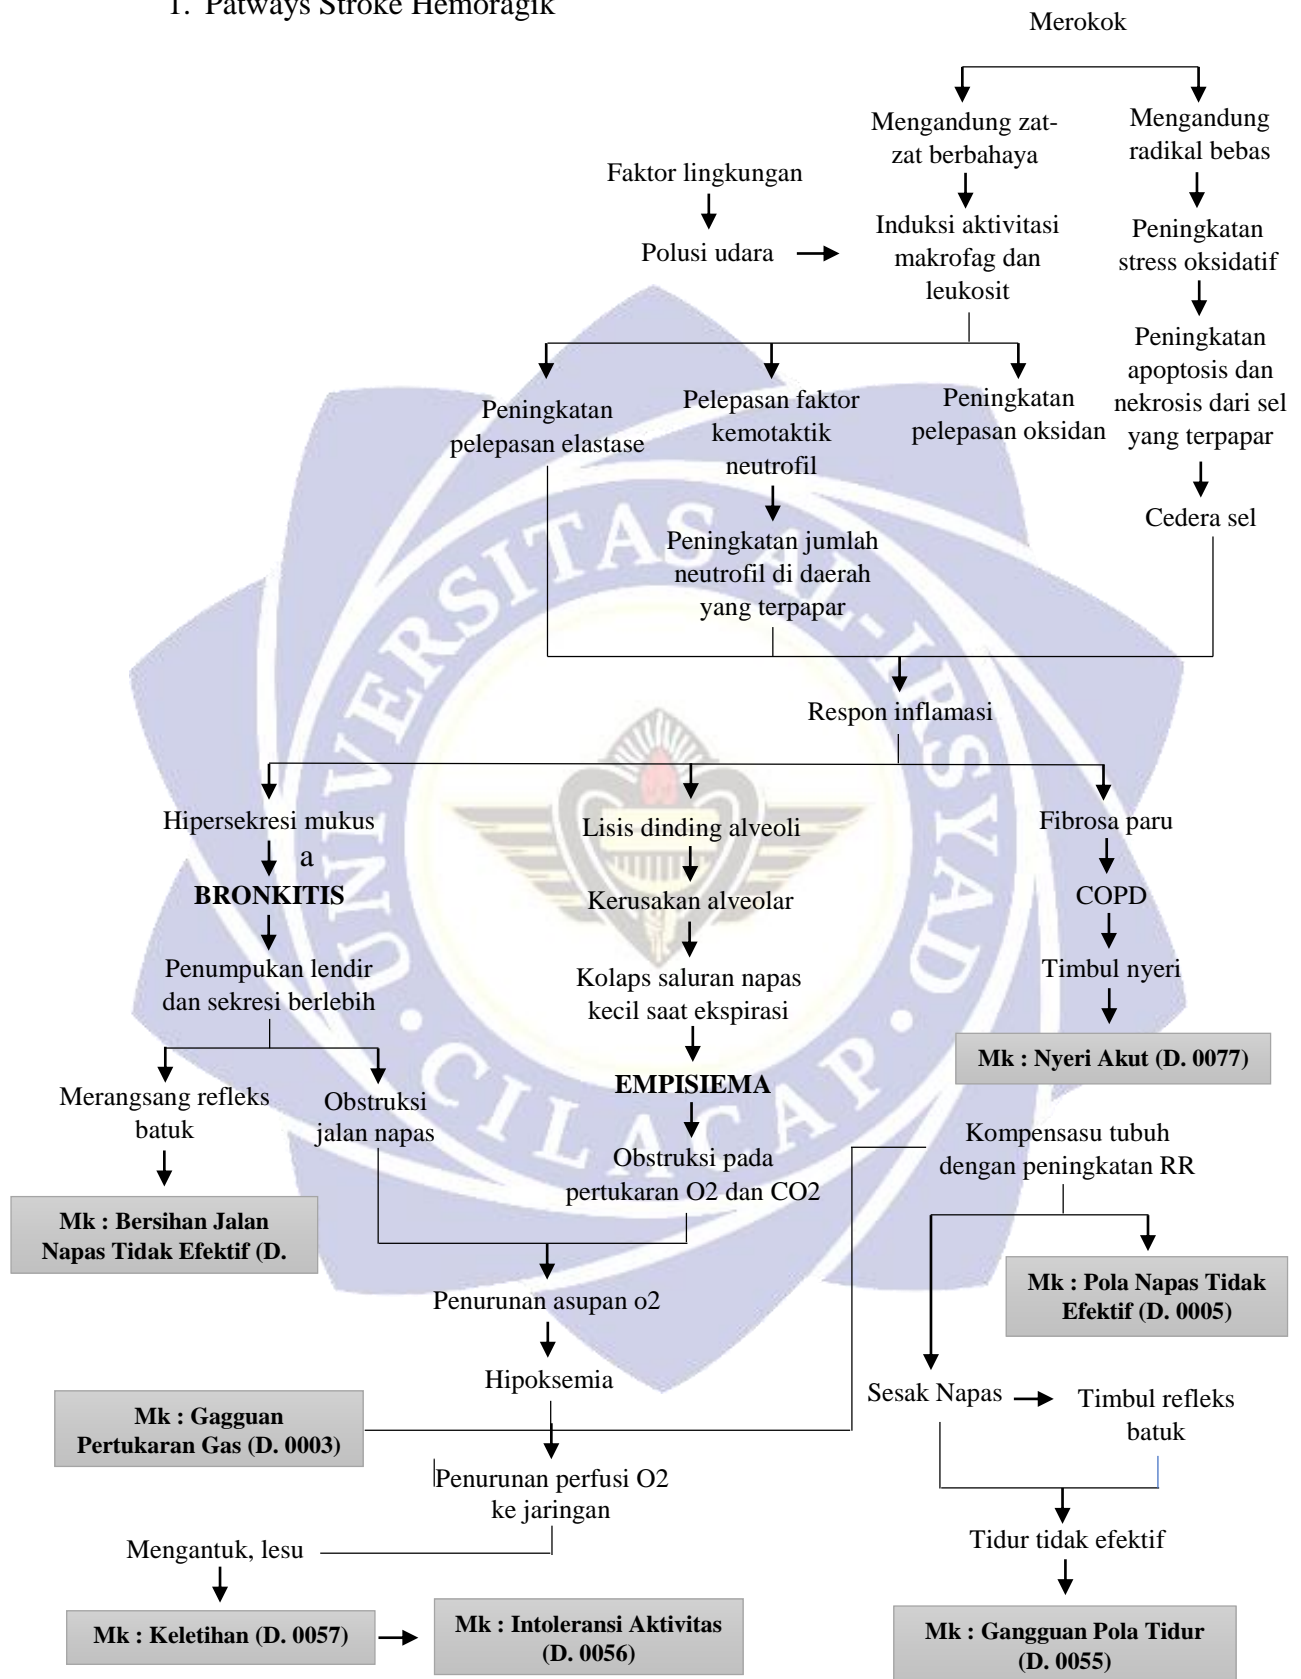 1. Patways Stroke Hemoragik
Merokok
Mengandung zat-
zat berbahaya
Mengandung
radikal bebas
Faktor lingkungan
Polusi udara
Induksi aktivitasi
makrofag dan
leukosit
Peningkatan
stress oksidatif
Peningkatan
apoptosis dan
nekrosis dari sel
yang terpapar
Peningkatan
pelepasan elastase
Pelepasan faktor
kemotaktik
neutrofil
Peningkatan
pelepasan oksidan
Cedera sel
Peningkatan jumlah
neutrofil di daerah
yang terpapar
Respon inflamasi
Hipersekresi mukus
a
BRONKITIS
Penumpukan lendir
dan sekresi berlebih
Lisis dinding alveoli
Kerusakan alveolar
Kolaps saluran napas
kecil saat ekspirasi
EMPISIEMA
Obstruksi pada
pertukaran O2 dan CO2
Fibrosa paru
COPD
Timbul nyeri
Mk : Nyeri Akut (D. 0077)
Merangsang refleks
batuk
Obstruksi
jalan napas
Mk : Bersihan Jalan
Napas Tidak Efektif (D.
Kompensasu tubuh
dengan peningkatan RR
Mk : Pola Napas Tidak
Efektif (D. 0005)
Penurunan asupan o2
Hipoksemia
Mk : Gagguan
Pertukaran Gas (D. 0003)
Penurunan perfusi O2
ke jaringan
Sesak Napas
Timbul refleks
batuk
Mengantuk, lesu
Tidur tidak efektif
Mk : Keletihan (D. 0057)
Mk : Intoleransi Aktivitas
(D. 0056)
Mk : Gangguan Pola Tidur
(D. 0055)
UNIVERSITAS AL-IRSYAD
CILACAP